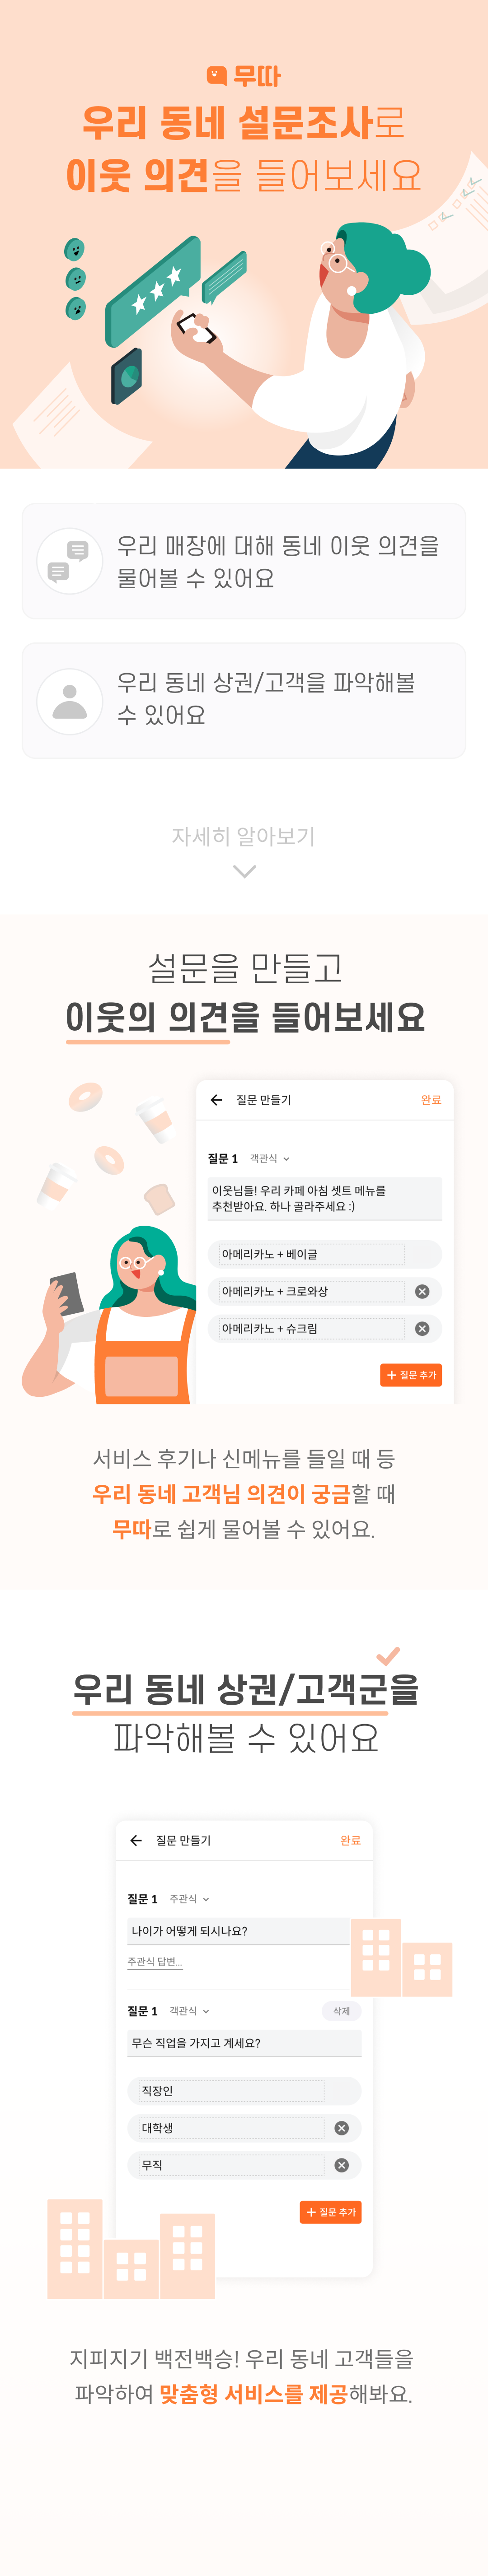 무따
우리 동네 설문조사로
이웃 의견을 들어보세요
우리 매장에 대해 동네 이웃 의견을
물어볼 수 있어요
우리 동네 상권/고객을 파악해볼
수 있어요
자세히 알아보기
설문을 만들고
이웃의 의견을 들어보세요
질문 만들기
완료
질문 1 객관식
이웃님들! 우리 카페 아침 셋트 메뉴를
추천받아요. 하나 골라주세요 :)
아메리카노 + 베이글
아메리카노 + 크로와상
아메리카노 + 슈크림
+ 질문 추가
서비스 후기나 신메뉴를 들일 때 등
우리 동네 고객님 의견이 궁금할 때
무따로 쉽게 물어볼 수 있어요.
우리 동네 상권/고객군을
파악해볼 수 있어요
질문 만들기
완료
질문 1 주관식
나이가 어떻게 되시나요?
주관식 답변...
질문 1 객관식
삭제
무슨 직업을 가지고 계세요?
직장인
대학생
무직
+ 질문 추가
지피지기 백전백승! 우리 동네 고객들을
파악하여 맞춤형 서비스를 제공해봐요.